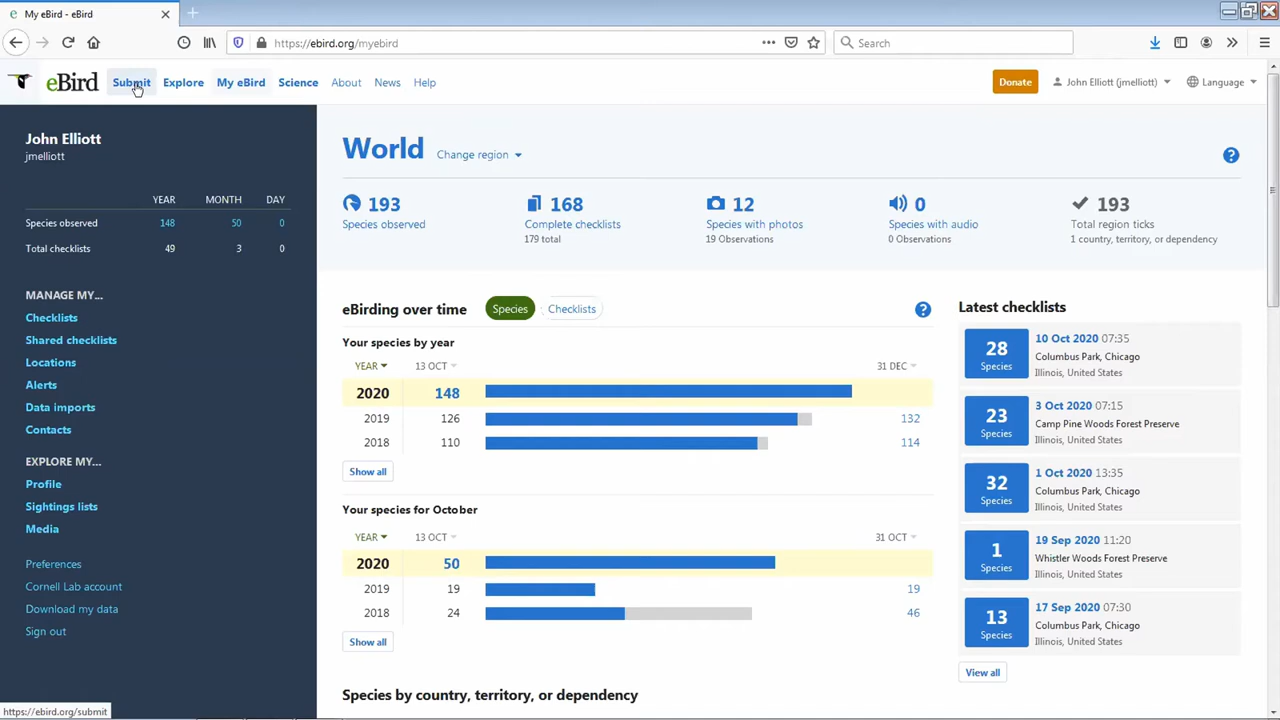 My eBird - eBird
https://ebird.org/myebird
Search
eBird
Submit
Explore
My eBird
Science
About
News
Help
Donate
John Elliott (jmelliott)
Language
John Elliott
jmelliott
YEAR MONTH DAY
Species observed 148 50 0
Total checklists 49 3 0
MANAGE MY...
Checklists
Shared checklists
Locations
Alerts
Data imports
Contacts
EXPLORE MY...
Profile
Sightings lists
Media
Preferences
Cornell Lab account
Download my data
Sign out
World Change region
?
193
Species observed
168
Complete checklists
179 total
12
Species with photos
19 Observations
0
Species with audio
0 Observations
193
Total region ticks
1 country, territory, or dependency
eBirding over time Species Checklists ?
Your species by year
YEAR 13 OCT 31 DEC
2020 148
2019 126 132
2018 110 114
Show all
Your species for October
YEAR 13 OCT 31 OCT
2020 50
2019 19 19
2018 24 46
Show all
Species by country, territory, or dependency
Latest checklists
28
Species
10 Oct 2020 07:35
Columbus Park, Chicago
Illinois, United States
23
Species
3 Oct 2020 07:15
Camp Pine Woods Forest Preserve
Illinois, United States
32
Species
1 Oct 2020 13:35
Columbus Park, Chicago
Illinois, United States
1
Species
19 Sep 2020 11:20
Whistler Woods Forest Preserve
Illinois, United States
13
Species
17 Sep 2020 07:30
Columbus Park, Chicago
Illinois, United States
View all
https://ebird.org/submit